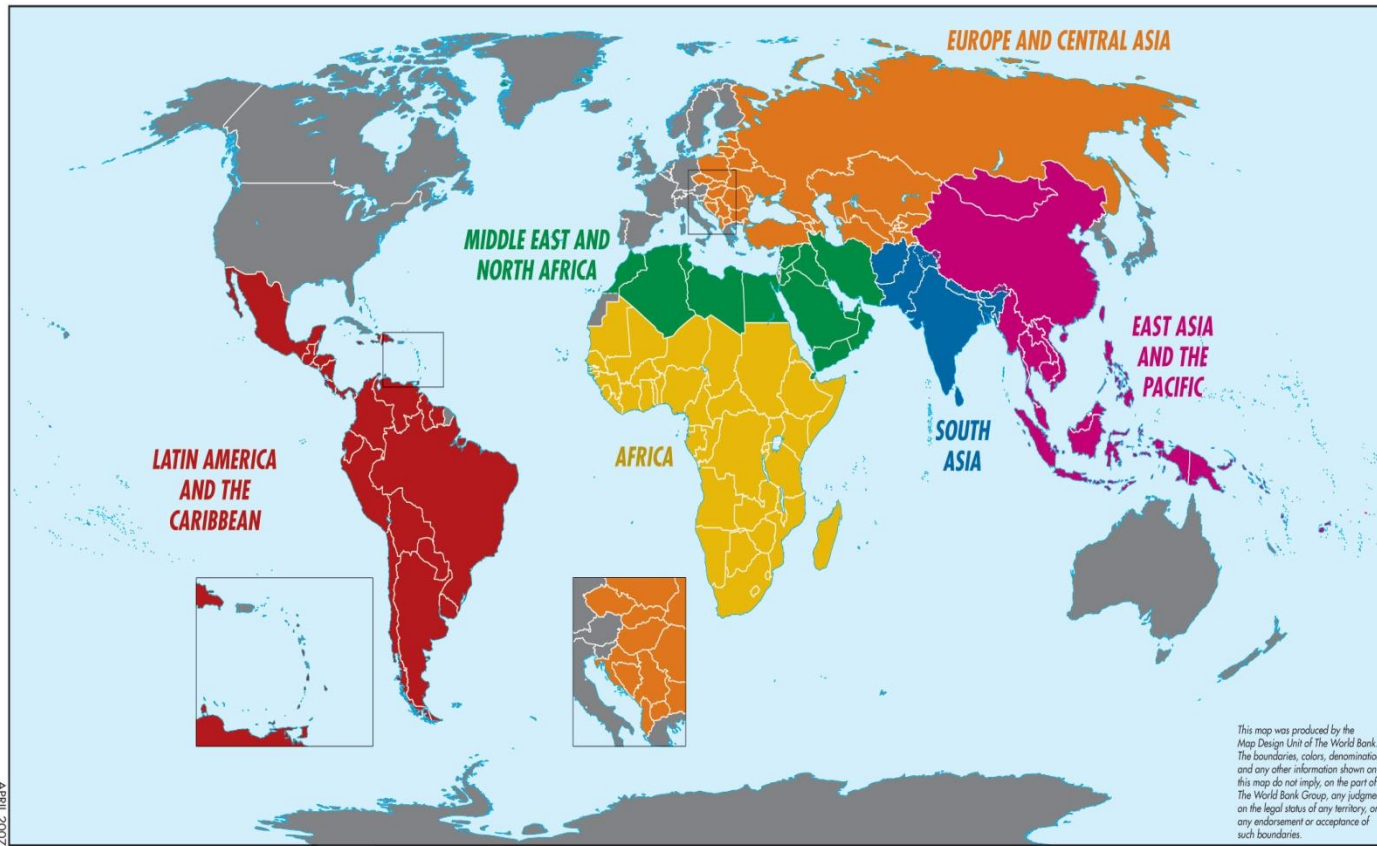 EUROPE AND CENTRAL ASIA
MIDDLE EAST AND
NORTH AFRICA
EAST ASIA
AND THE
PACIFIC
SOUTH
ASIA
AFRICA
LATIN AMERICA
AND THE
CARIBBEAN
This map was produced by the
Map Design Unit of The World Bank.
The boundaries, colors, denominations
and any other information shown on
this map do not imply, on the part of
The World Bank Group, any
on the legal status of any territory, or
any endorsement or acceptance of
such boundaries.
APRIL 2007